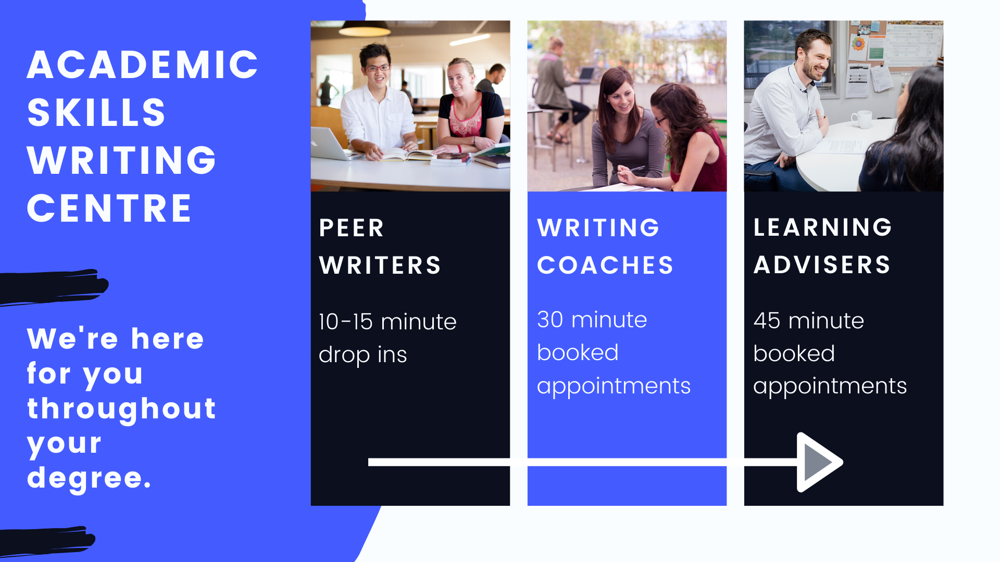 ACADEMIC
SKILLS
WRITING
CENTRE
We're here
for you
throughout
your
degree.
PEER
WRITERS
10-15 minute
drop ins
WRITING
COACHES
30 minute
booked
appointments
LEARNING
ADVISERS
45 minute
booked
appointments